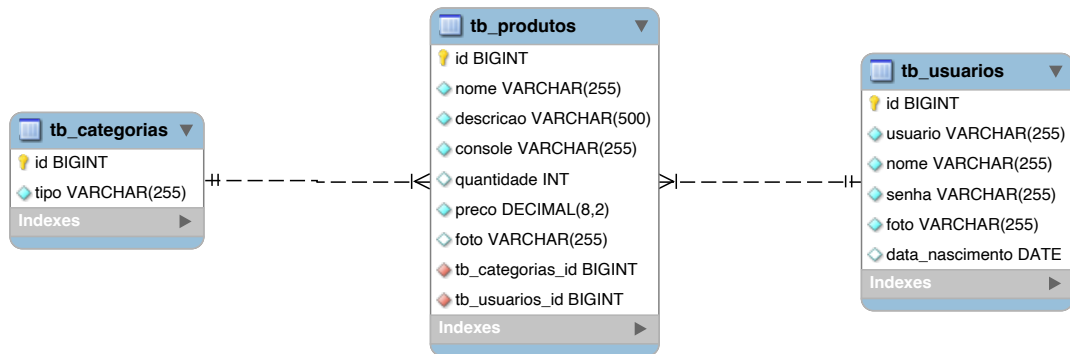 tb_categorias
id BIGINT
tipo VARCHAR(255)
Indexes
tb_produtos
id BIGINT
nome VARCHAR(255)
descricao VARCHAR(500)
console VARCHAR(255)
quantidade INT
preco DECIMAL(8,2)
foto VARCHAR(255)
tb_categorias_id BIGINT
tb_usuarios_id BIGINT
Indexes
tb_usuarios
id BIGINT
usuario VARCHAR(255)
nome VARCHAR(255)
senha VARCHAR(255)
foto VARCHAR(255)
data_nascimento DATE
Indexes